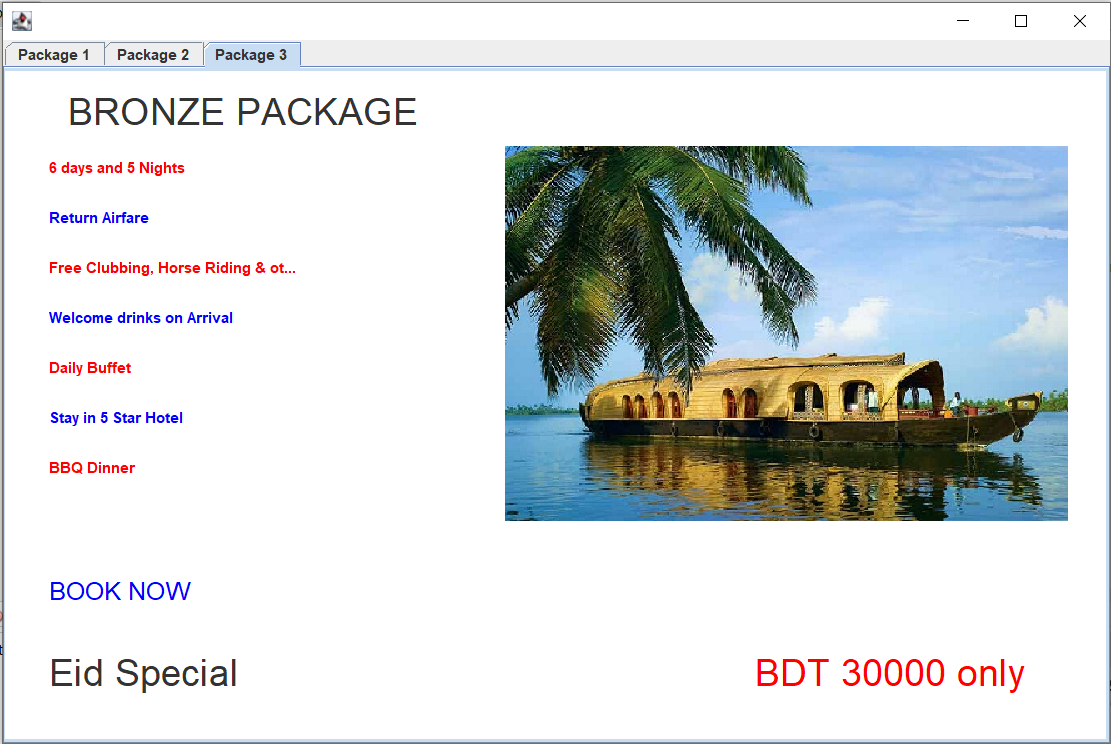 Package 1
Package 2
Package 3
BRONZE PACKAGE
6 days and 5 Nights
Return Airfare
Free Clubbing, Horse Riding & ot...
Welcome drinks on Arrival
Daily Buffet
Stay in 5 Star Hotel
BBQ Dinner
BOOK NOW
Eid Special
BDT 30000 only